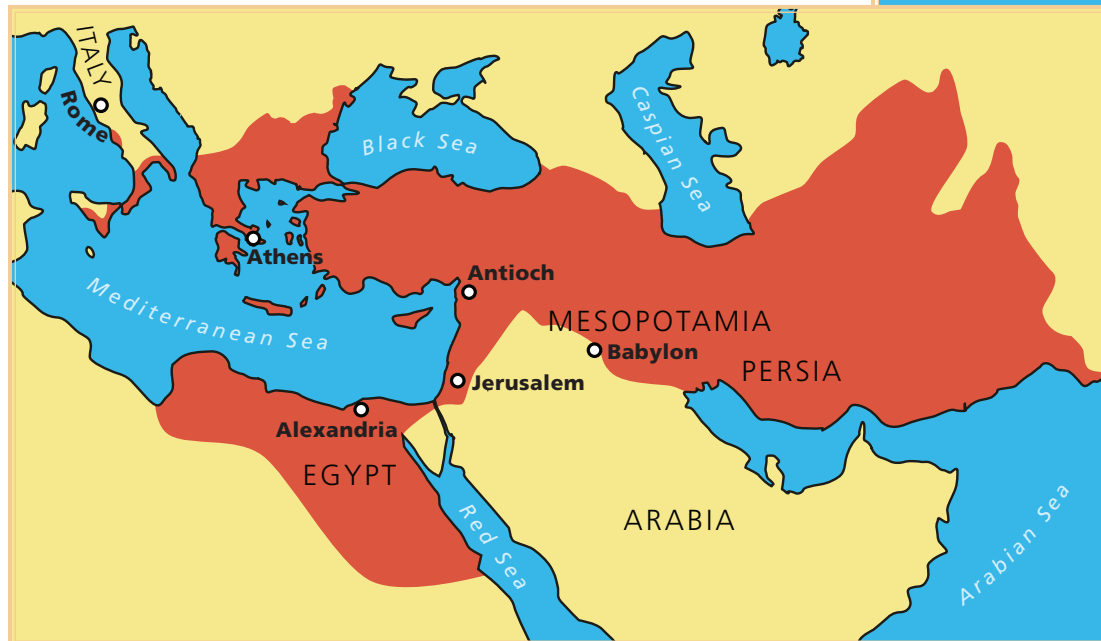 ITALY
Rome
Black Sea
Caspian Sea
Athens
Antioch
Mediterranean Sea
MESOPOTAMIA
Babylon
PERSIA
Jerusalem
Alexandria
EGYPT
Red Sea
ARABIA
Arabian Sea